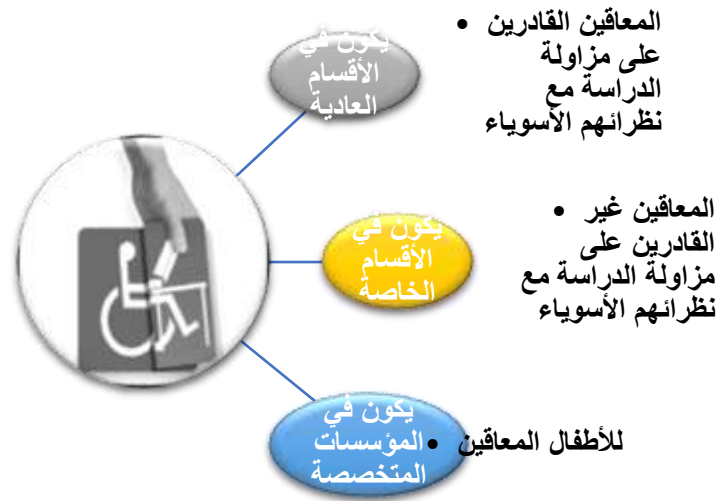 يكون في
الأقسام
العادية
• المعاقين القادرين
على مزاولة
الدراسة مع
نظرائهم الأسوياء
يكون في
الأقسام
الخاصة
• المعاقين غير
القادرين على
مزاولة الدراسة مع
نظرائهم الأسوياء
يكون في
المؤسسات
المتخصصة
• للأطفال المعاقين